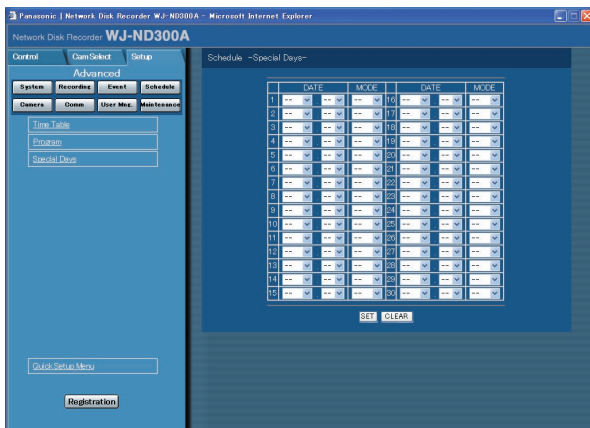 Panasonic | Network Disk Recorder WJ-ND300A - Microsoft Internet Explorer
Network Disk Recorder WJ-ND300A
Control Cam Select Setup
Advanced
System Recording Event Schedule
Camera Comm User Mng. Maintenance
Time Table
Program
Special Days
Quick Setup Menu
Registration
Schedule -Special Days-
DATE MODE DATE MODE
1 -- . -- -- 16 -- . -- --
2 -- . -- -- 17 -- . -- --
3 -- . -- -- 18 -- . -- --
4 -- . -- -- 19 -- . -- --
5 -- . -- -- 20 -- . -- --
6 -- . -- -- 21 -- . -- --
7 -- . -- -- 22 -- . -- --
8 -- . -- -- 23 -- . -- --
9 -- . -- -- 24 -- . -- --
10 -- . -- -- 25 -- . -- --
11 -- . -- -- 26 -- . -- --
12 -- . -- -- 27 -- . -- --
13 -- . -- -- 28 -- . -- --
14 -- . -- -- 29 -- . -- --
15 -- . -- -- 30 -- . -- --
SET CLEAR